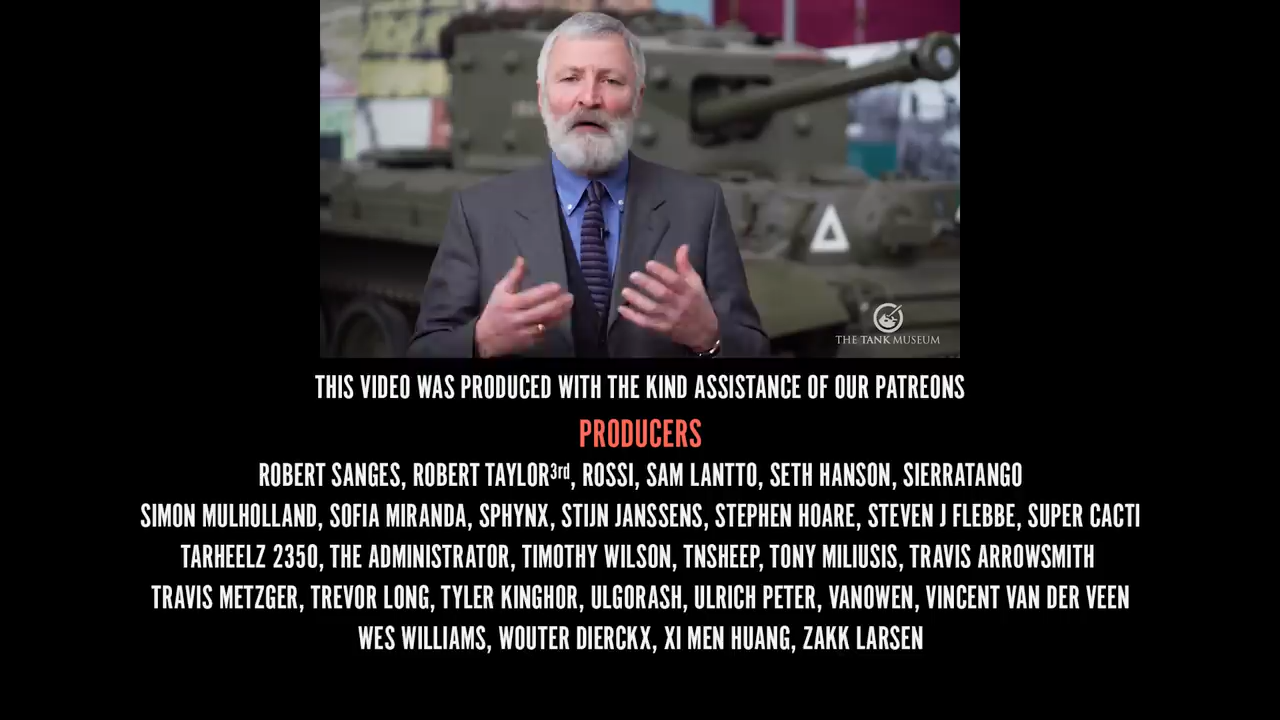 THE TANK MUSEUM
THIS VIDEO WAS PRODUCED WITH THE KIND ASSISTANCE OF OUR PATREONS
PRODUCERS
ROBERT SANGES, ROBERT TAYLOR3rd, ROSSI, SAM LANTTO, SETH HANSON, SIERRATANGO
SIMON MULHOLLAND, SOFIA MIRANDA, SPHYNX, STIJN JANSSENS, STEPHEN HOARE, STEVEN J FLEBBE, SUPER CACTI
TARHEELZ 2350, THE ADMINISTRATOR, TIMOTHY WILSON, TNSHEEP, TONY MILIUSIS, TRAVIS ARROWSMITH
TRAVIS METZGER, TREVOR LONG, TYLER KINGHOR, ULGORASH, ULRICH PETER, VANOWEN, VINCENT VAN DER VEEN
WES WILLIAMS, WOUTER DIERCKX, XI MEN HUANG, ZAKK LARSEN